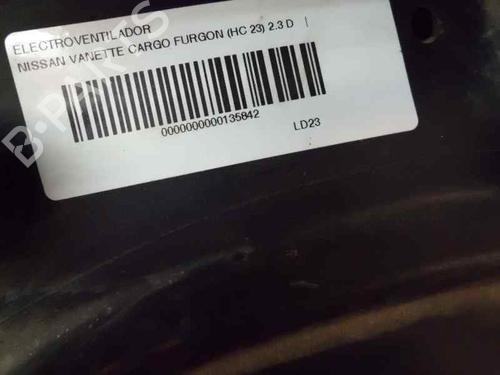 ELECTROVENTILADOR
NISSAN VANETTE CARGO FURGON (HC 23) 2.3 D
0000000000135842
LD23
B-PARTS